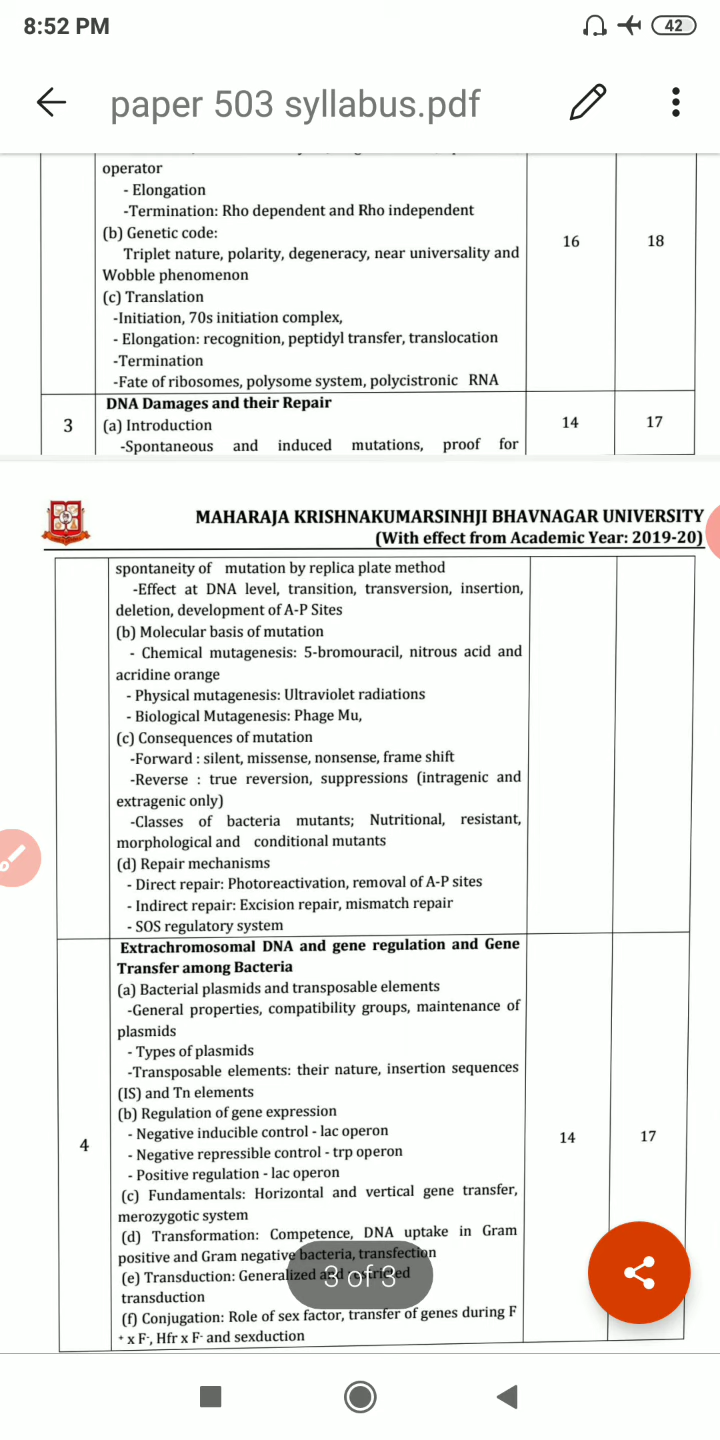 8:52 PM
42
paper 503 syllabus.pdf
operator
- Elongation
-Termination: Rho dependent and Rho independent
(b) Genetic code:
Triplet nature, polarity, degeneracy, near universality and
Wobble phenomenon
(c) Translation
-Initiation, 70s initiation complex,
- Elongation: recognition, peptidyl transfer, translocation
-Termination
-Fate of ribosomes, polysome system, polycistronic RNA
16
18
3
DNA Damages and their Repair
(a) Introduction
-Spontaneous and induced mutations, proof for
14
17
MAHARAJA KRISHNAKUMARSINHJI BHAVNAGAR UNIVERSITY
(With effect from Academic Year: 2019-20)
spontaneity of mutation by replica plate method
-Effect at DNA level, transition, transversion, insertion,
deletion, development of A-P Sites
(b) Molecular basis of mutation
- Chemical mutagenesis: 5-bromouracil, nitrous acid and
acridine orange
- Physical mutagenesis: Ultraviolet radiations
- Biological Mutagenesis: Phage Mu,
(c) Consequences of mutation
-Forward : silent, missense, nonsense, frame shift
-Reverse : true reversion, suppressions (intragenic and
extragenic only)
-Classes of bacteria mutants; Nutritional, resistant,
morphological and conditional mutants
(d) Repair mechanisms
- Direct repair: Photoreactivation, removal of A-P sites
- Indirect repair: Excision repair, mismatch repair
- SOS regulatory system
4
Extrachromosomal DNA and gene regulation and Gene
Transfer among Bacteria
(a) Bacterial plasmids and transposable elements
-General properties, compatibility groups, maintenance of
plasmids
- Types of plasmids
-Transposable elements: their nature, insertion sequences
(IS) and Tn elements
(b) Regulation of gene expression
- Negative inducible control - lac operon
- Negative repressible control - trp operon
- Positive regulation - lac operon
(c) Fundamentals: Horizontal and vertical gene transfer,
merozygotic system
(d) Transformation: Competence, DNA uptake in Gram
positive and Gram negative bacteria, transfection
(e) Transduction: Generalized and restricted
transduction
(f) Conjugation: Role of sex factor, transfer of genes during F
+ x F-, Hfr x F- and sexduction
14
17
3 of 3